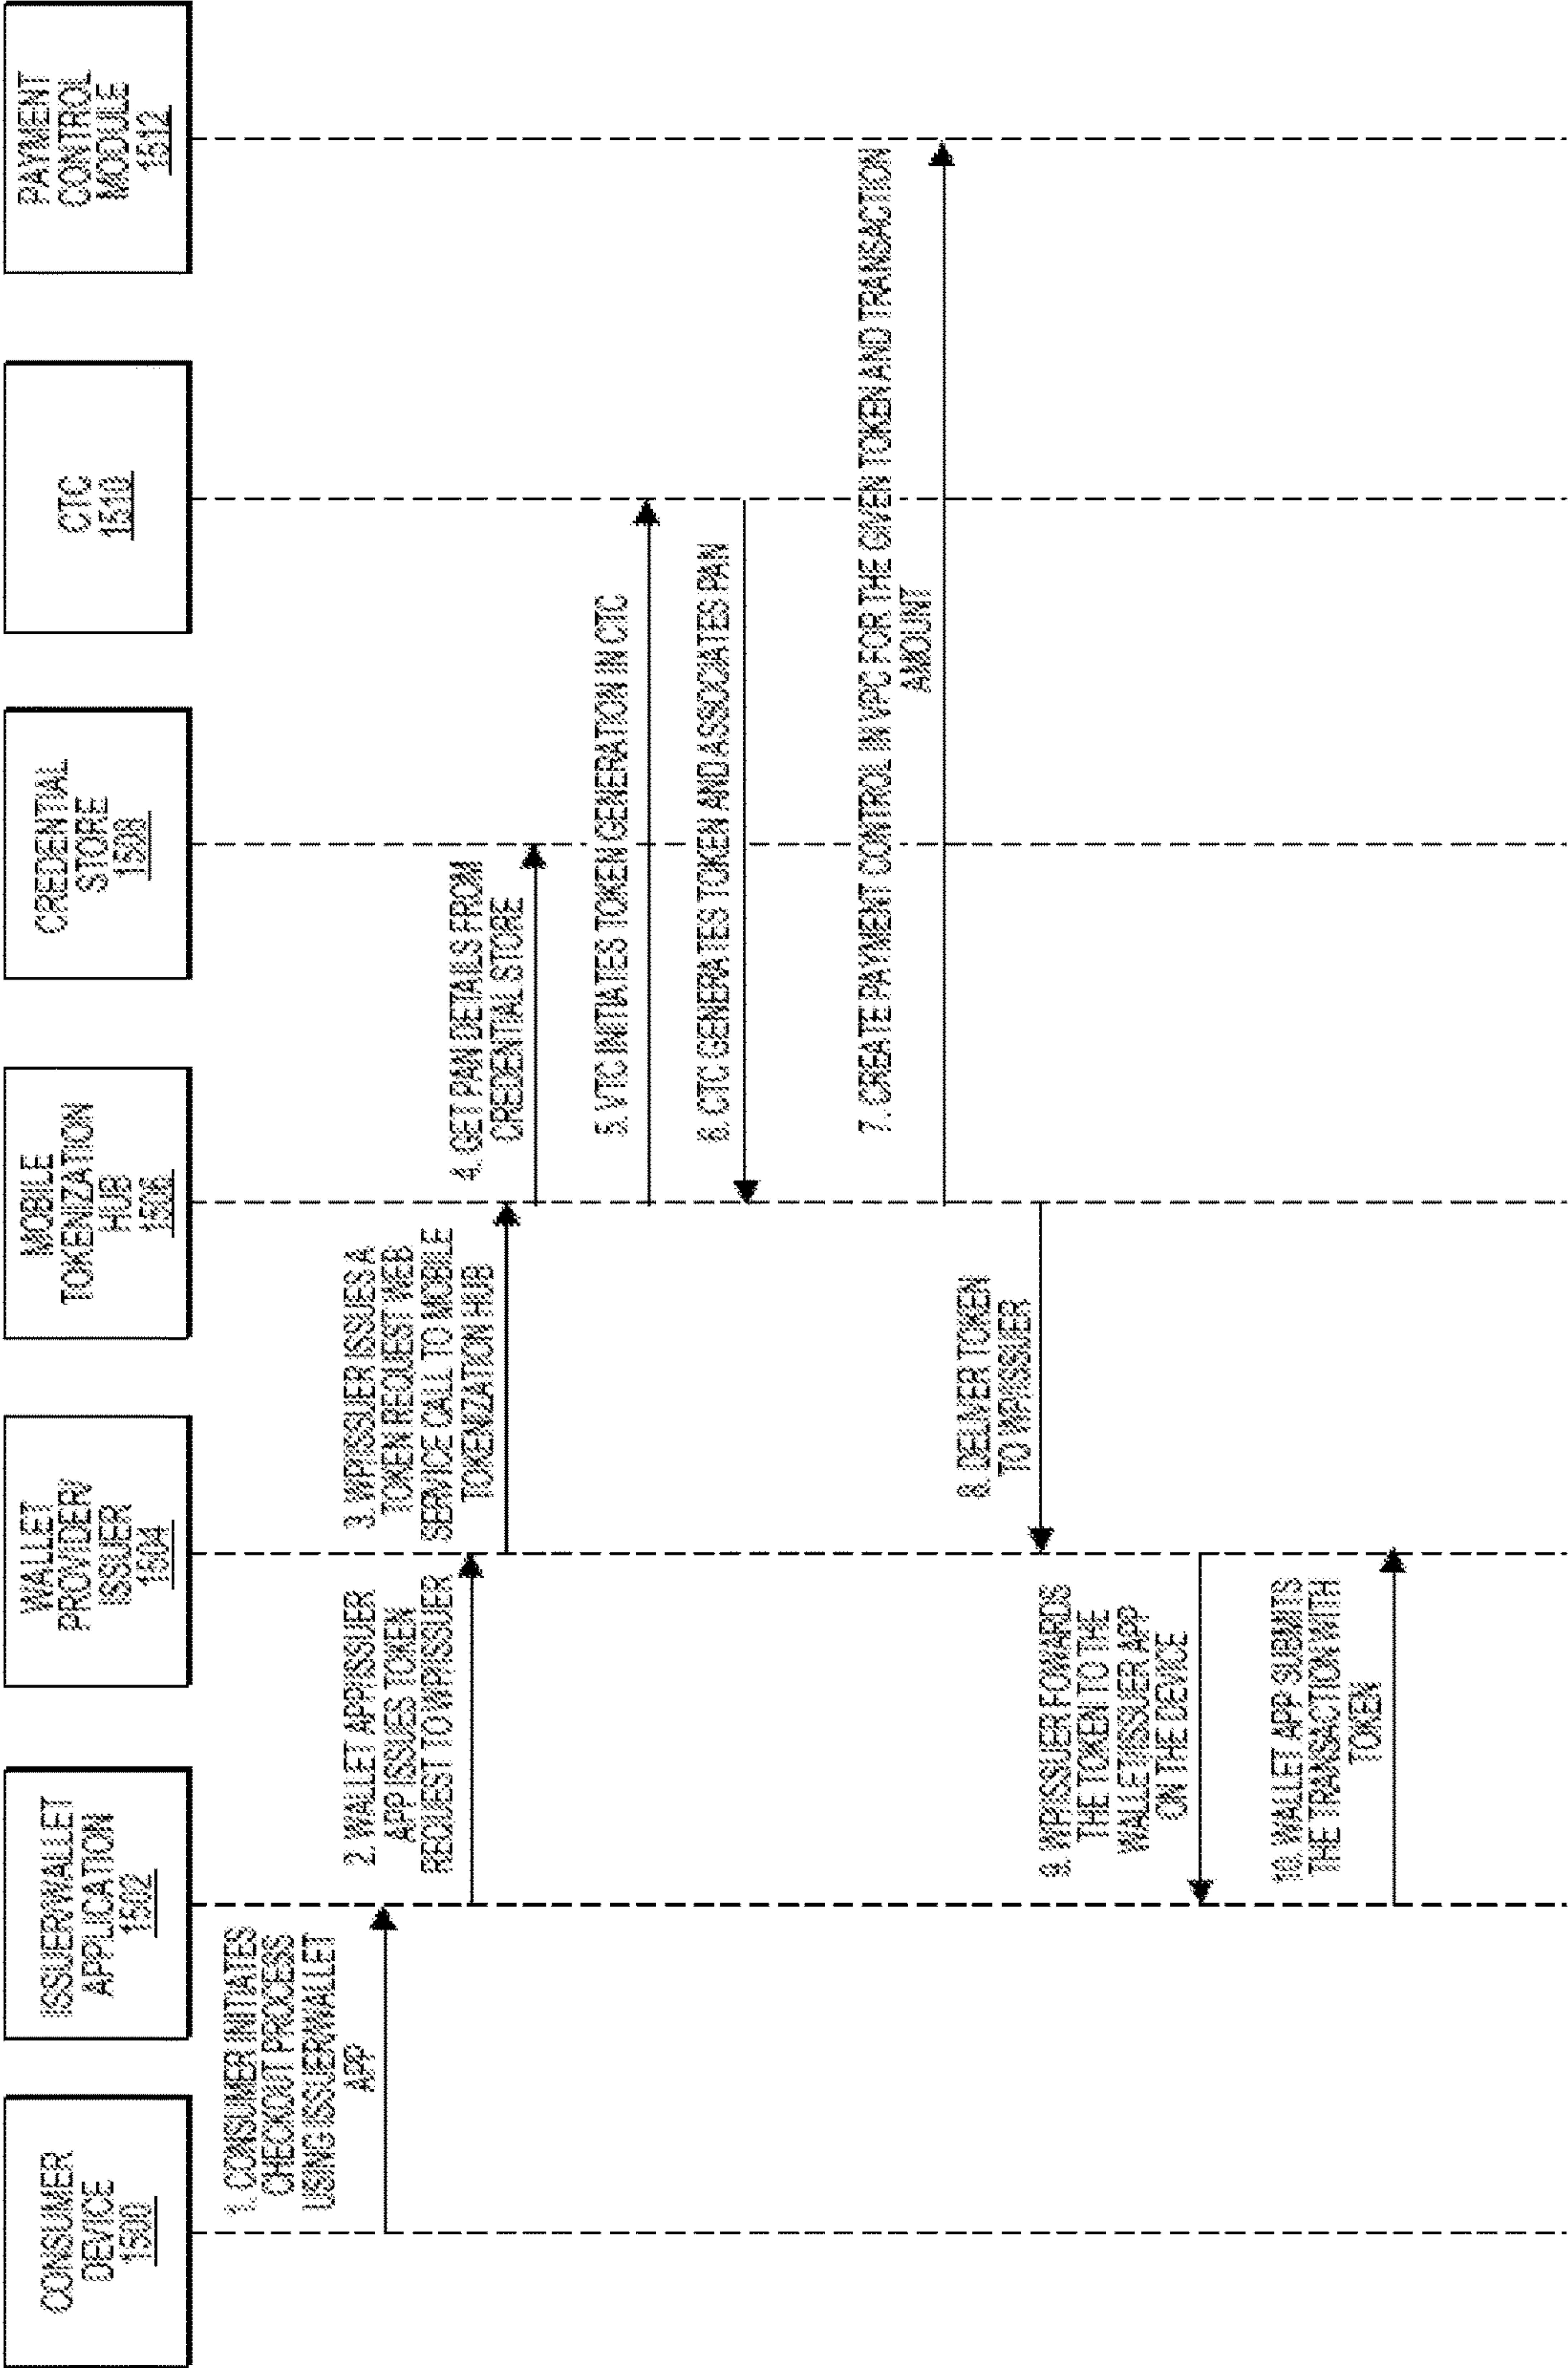 CONSUMER
DEVICE
1500
ISSUER/WALLET
APPLICATION
1502
WALLET
PROVIDER/
ISSUER
1504
MOBILE
TOKENIZATION
HUB
1506
CREDENTIAL
STORE
1508
CTC
1510
PAYMENT
CONTROL
MODULE
1512
1. CONSUMER INITIATES
CHECKOUT PROCESS
USING ISSUER/WALLET
APP
2. WALLET APP/ISSUER
APP ISSUES TOKEN
REQUEST TO WP/ISSUER
3. WP/ISSUER ISSUES A
TOKEN REQUEST WEB
SERVICE CALL TO MOBILE
TOKENIZATION HUB
4. GET PAN DETAILS FROM
CREDENTIAL STORE
5. VTC INITIATES TOKEN GENERATION IN CTC
6. CTC GENERATES TOKEN AND ASSOCIATES PAN
7. CREATE PAYMENT CONTROL IN VPC FOR THE GIVEN TOKEN AND TRANSACTION
AMOUNT
8. DELIVER TOKEN
TO WP/ISSUER
9. WP/ISSUER FOWARDS
THE TOKEN TO THE
WALLET/ISSUER APP
ON THE DEVICE
10. WALLET APP SUBMITS
THE TRANSACTION WITH
TOKEN